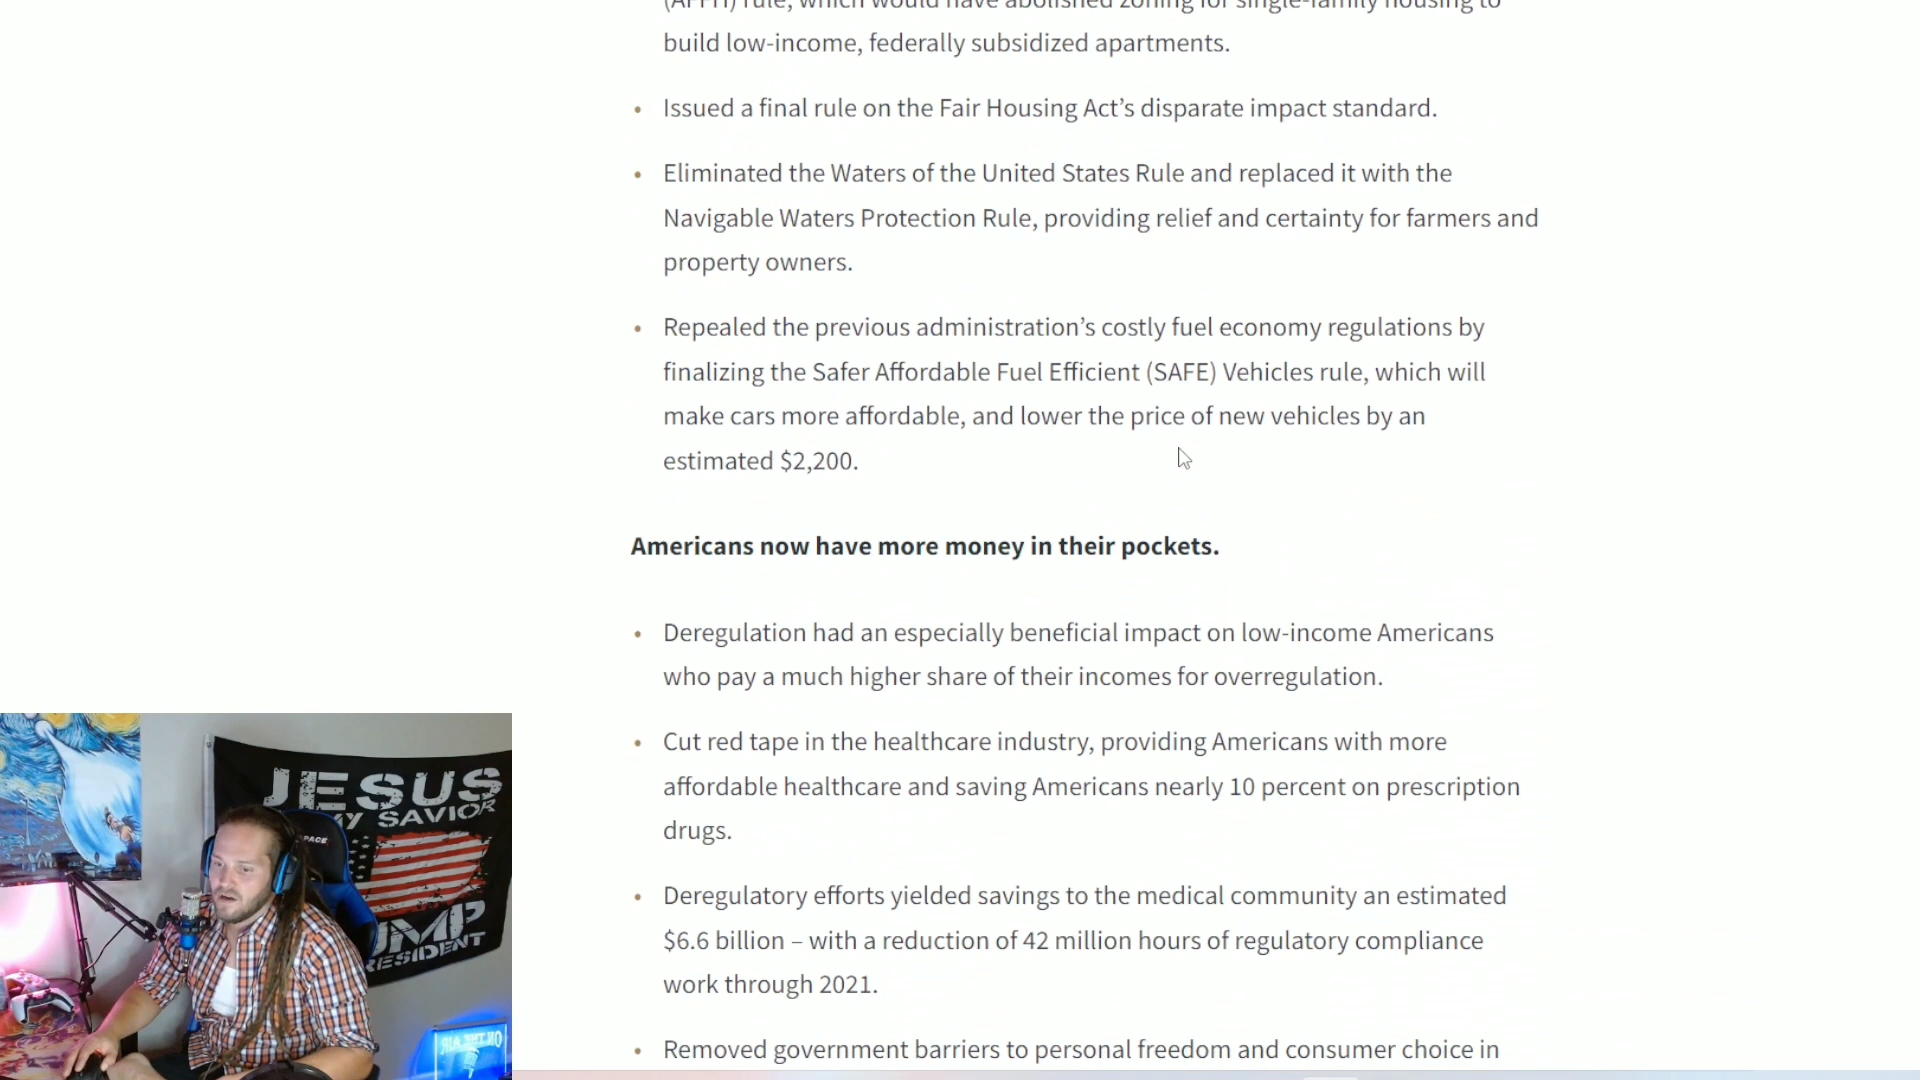 build low-income, federally subsidized apartments.
• Issued a final rule on the Fair Housing Act’s disparate impact standard.
• Eliminated the Waters of the United States Rule and replaced it with the
Navigable Waters Protection Rule, providing relief and certainty for farmers and
property owners.
• Repealed the previous administration’s costly fuel economy regulations by
finalizing the Safer Affordable Fuel Efficient (SAFE) Vehicles rule, which will
make cars more affordable, and lower the price of new vehicles by an
estimated $2,200.
Americans now have more money in their pockets.
• Deregulation had an especially beneficial impact on low-income Americans
who pay a much higher share of their incomes for overregulation.
• Cut red tape in the healthcare industry, providing Americans with more
affordable healthcare and saving Americans nearly 10 percent on prescription
drugs.
• Deregulatory efforts yielded savings to the medical community an estimated
$6.6 billion – with a reduction of 42 million hours of regulatory compliance
work through 2021.
• Removed government barriers to personal freedom and consumer choice in
JESUS
MY SAVIOR
UMP
RESIDENT
ON THE AIR